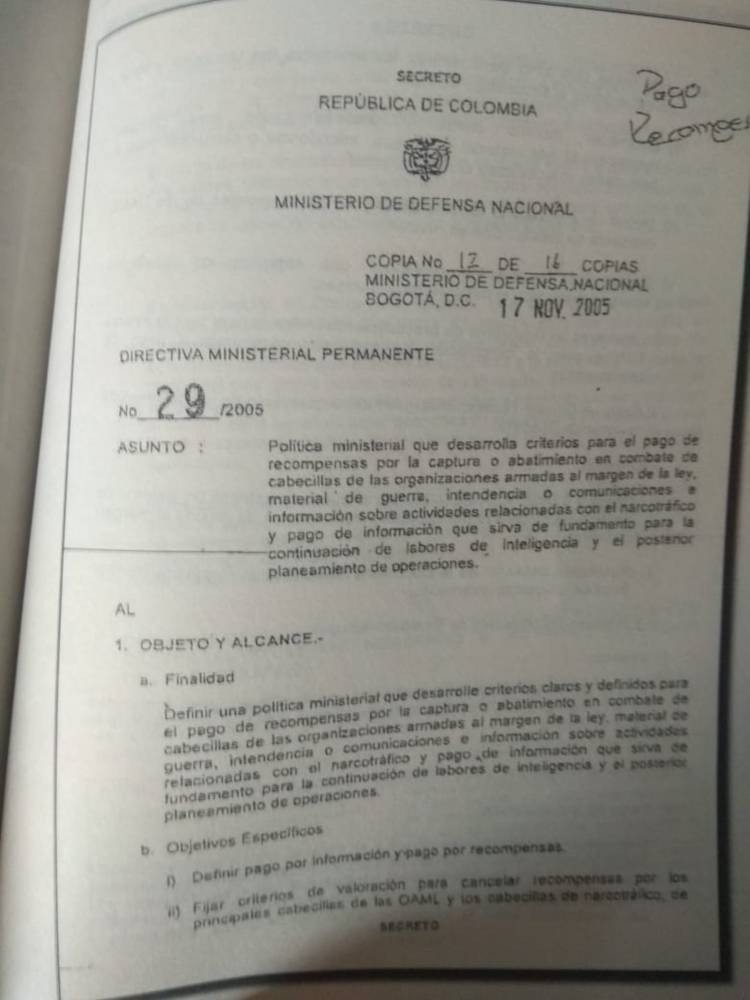 SECRETO
REPÚBLICA DE COLOMBIA
Pago
MINISTERIO DE DEFENSA NACIONAL
COPIA No 12 DE 16 COPIAS
MINISTERIO DE DEFENSA NACIONAL
BOGOTÁ, D.C. 17 NOV. 2005
DIRECTIVA MINISTERIAL PERMANENTE
No 29 /2005
ASUNTO : Política ministerial que desarrolla criterios para el pago de
recompensas por la captura o abatimiento en combate de
cabecillas de las organizaciones armadas al margen de la ley,
material de guerra, intendencia o comunicaciones e
información sobre actividades relacionadas con el narcotráfico
y pago de información que sirva de fundamento para la
continuación de labores de inteligencia y el posterior
planeamiento de operaciones.
AL
1. OBJETO Y ALCANCE.-
a. Finalidad
Definir una política ministerial que desarrolle criterios claros y definidos para
el pago de recompensas por la captura o abatimiento en combate de
cabecillas de las organizaciones armadas al margen de la ley, material de
guerra, intendencia o comunicaciones e información sobre actividades
relacionadas con el narcotráfico y pago de información que sirva de
fundamento para la continuación de labores de inteligencia y el posterior
planeamiento de operaciones.
b. Objetivos Específicos
i) Definir pago por información y pago por recompensas.
ii) Fijar criterios de valoración para cancelar recompensas por los
principales cabecillas de las OAML y los cabecillas de narcotráfico, de
SECRETO